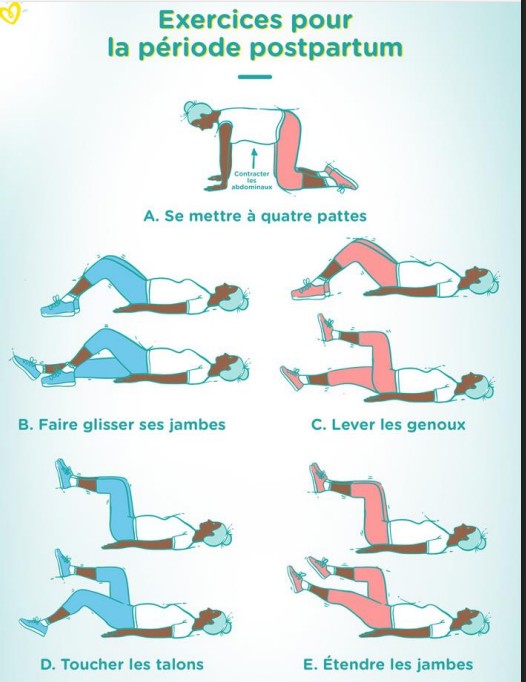 Exercices pour
la période postpartum
Contracter
les
abdominaux
A. Se mettre à quatre pattes
B. Faire glisser ses jambes
C. Lever les genoux
D. Toucher les talons
E. Étendre les jambes